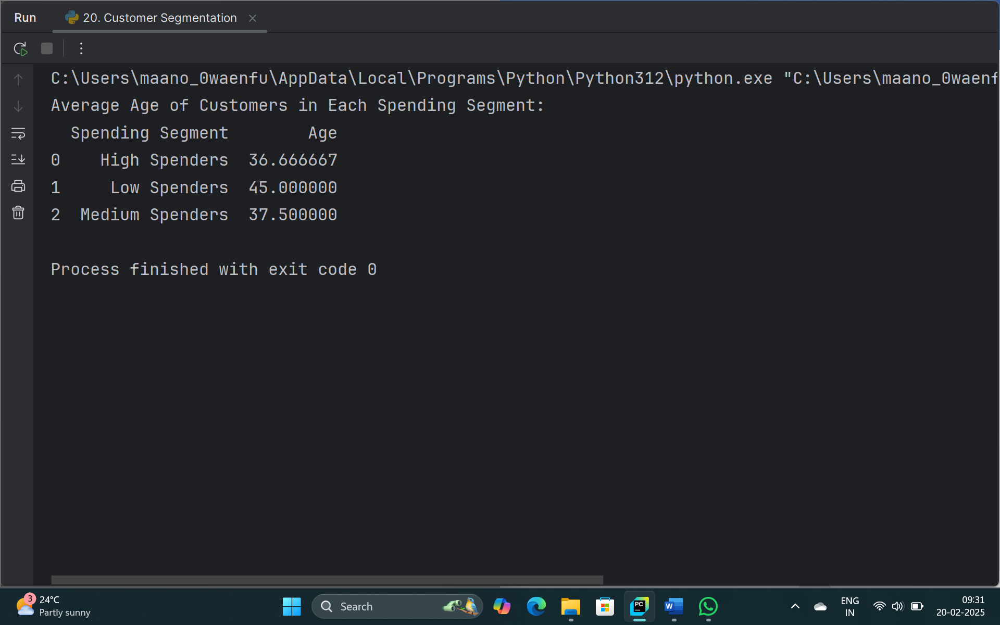 Run 20. Customer Segmentation
C:\Users\maano_0waenfu\AppData\Local\Programs\Python\Python312\python.exe "C:\Users\maano_0waenf
Average Age of Customers in Each Spending Segment:
  Spending Segment        Age
0    High Spenders  36.666667
1     Low Spenders  45.000000
2  Medium Spenders  37.500000
Process finished with exit code 0
3
24°C
Partly sunny
Search
PC
W
ENG
IN
09:31
20-02-2025